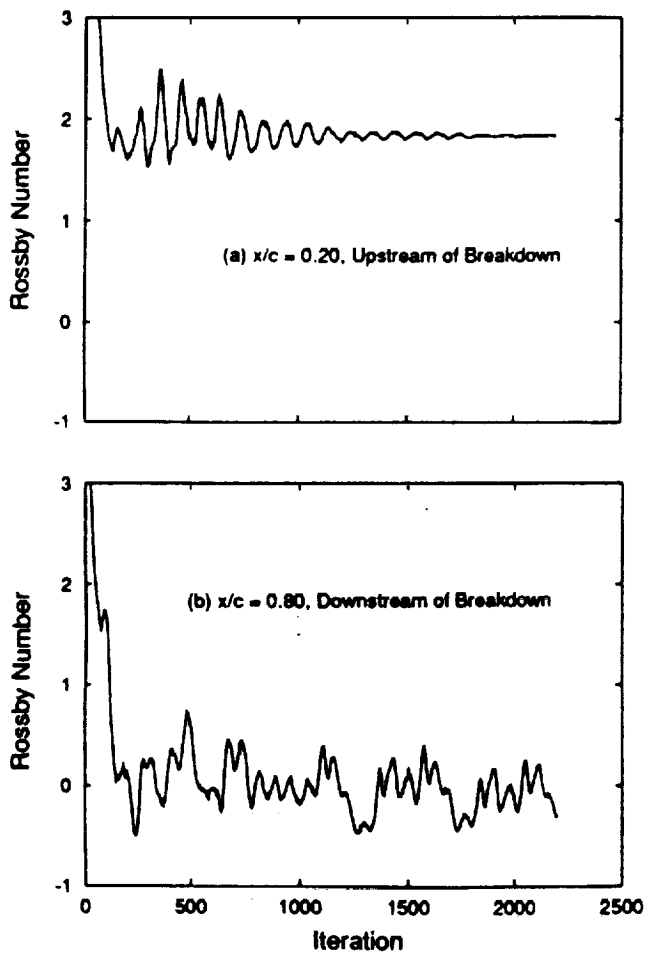 3
2
1
0
-1
Rossby Number
(a) x/c = 0.20, Upstream of Breakdown
3
2
1
0
-1
Rossby Number
(b) x/c = 0.80, Downstream of Breakdown
0 500 1000 1500 2000 2500
Iteration